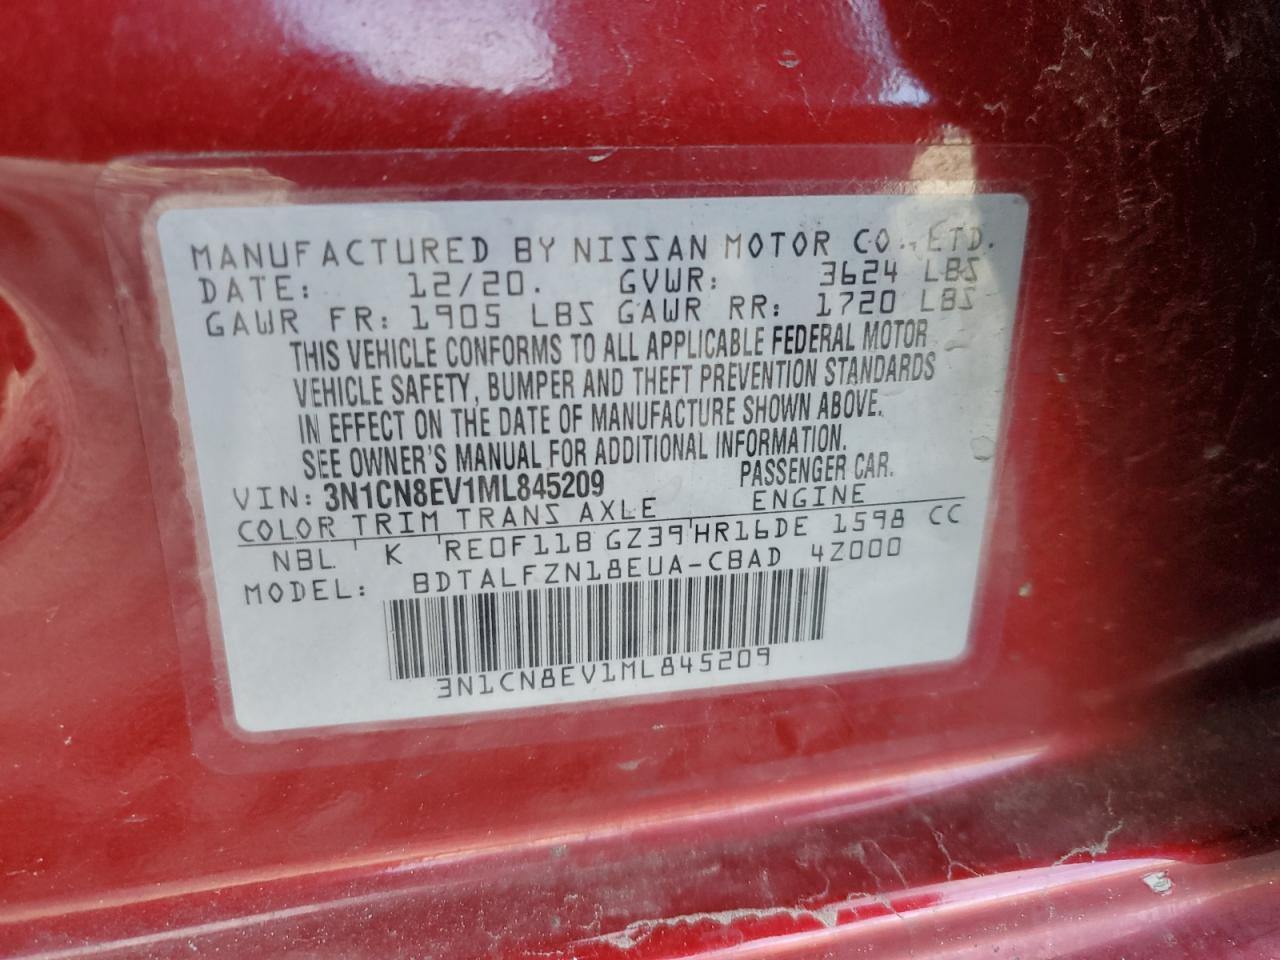 MANUFACTURED BY NISSAN MOTOR CO., LTD.
DATE: 12/20. GVWR: 3624 LBS
GAWR FR: 1905 LBS GAWR RR: 1720 LBS
THIS VEHICLE CONFORMS TO ALL APPLICABLE FEDERAL MOTOR
VEHICLE SAFETY, BUMPER AND THEFT PREVENTION STANDARDS
IN EFFECT ON THE DATE OF MANUFACTURE SHOWN ABOVE.
SEE OWNER'S MANUAL FOR ADDITIONAL INFORMATION.
VIN: 3N1CN8EV1ML845209 PASSENGER CAR.
COLOR TRIM TRANS AXLE ENGINE
NBL K RE0F11B GZ39 HR16DE 1598 CC
MODEL: BDTALFZN18EUA-CBAD 4Z000
3N1CN8EV1ML845209